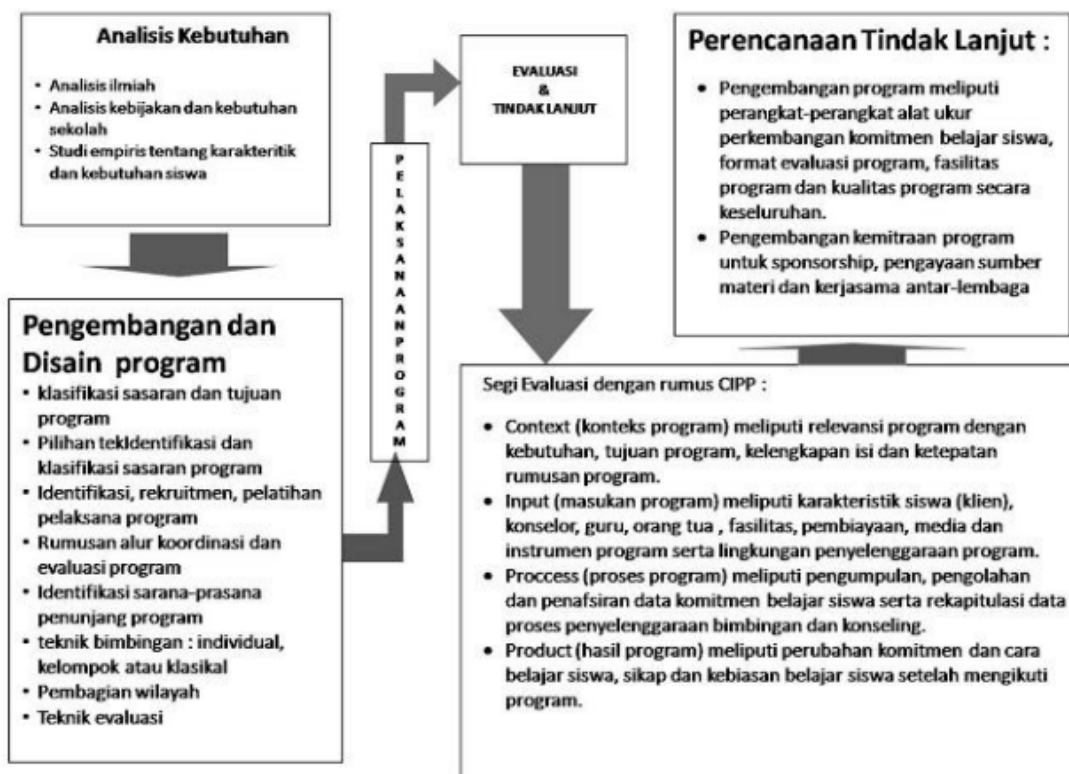 Analisis Kebutuhan
• Analisis ilmiah
• Analisis kebijakan dan kebutuhan
sekolah
• Studi empiris tentang karakteritik
dan kebutuhan siswa
Pengembangan dan
Disain program
• klasifikasi sasaran dan tujuan
program
• Pilihan tekIdentifikasi dan
klasifikasi sasaran program
• Identifikasi, rekruitmen, pelatihan
pelaksana program
• Rumusan alur koordinasi dan
evaluasi program
• Identifikasi sarana-prasana
penunjang program
• teknik bimbingan : individual,
kelompok atau klasikal
• Pembagian wilayah
• Teknik evaluasi
PELAKSANAANPROGRAM
EVALUASI
&
TINDAK LANJUT
Segi Evaluasi dengan rumus CIPP :
• Context (konteks program) meliputi relevansi program dengan
kebutuhan, tujuan program, kelengkapan isi dan ketepatan
rumusan program.
• Input (masukan program) meliputi karakteristik siswa (klien),
konselor, guru, orang tua , fasilitas, pembiayaan, media dan
instrumen program serta lingkungan penyelenggaraan program.
• Proccess (proses program) meliputi pengumpulan, pengolahan
dan penafsiran data komitmen belajar siswa serta rekapitulasi data
proses penyelenggaraan bimbingan dan konseling.
• Product (hasil program) meliputi perubahan komitmen dan cara
belajar siswa, sikap dan kebiasan belajar siswa setelah mengikuti
program.
Perencanaan Tindak Lanjut :
• Pengembangan program meliputi
perangkat-perangkat alat ukur
perkembangan komitmen belajar siswa,
format evaluasi program, fasilitas
program dan kualitas program secara
keseluruhan.
• Pengembangan kemitraan program
untuk sponsorship, pengayaan sumber
materi dan kerjasama antar-lembaga